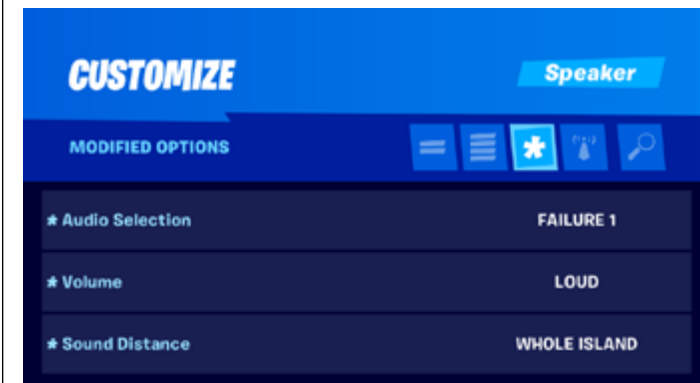 CUSTOMIZE
Speaker
MODIFIED OPTIONS
* Audio Selection FAILURE 1
* Volume LOUD
* Sound Distance WHOLE ISLAND